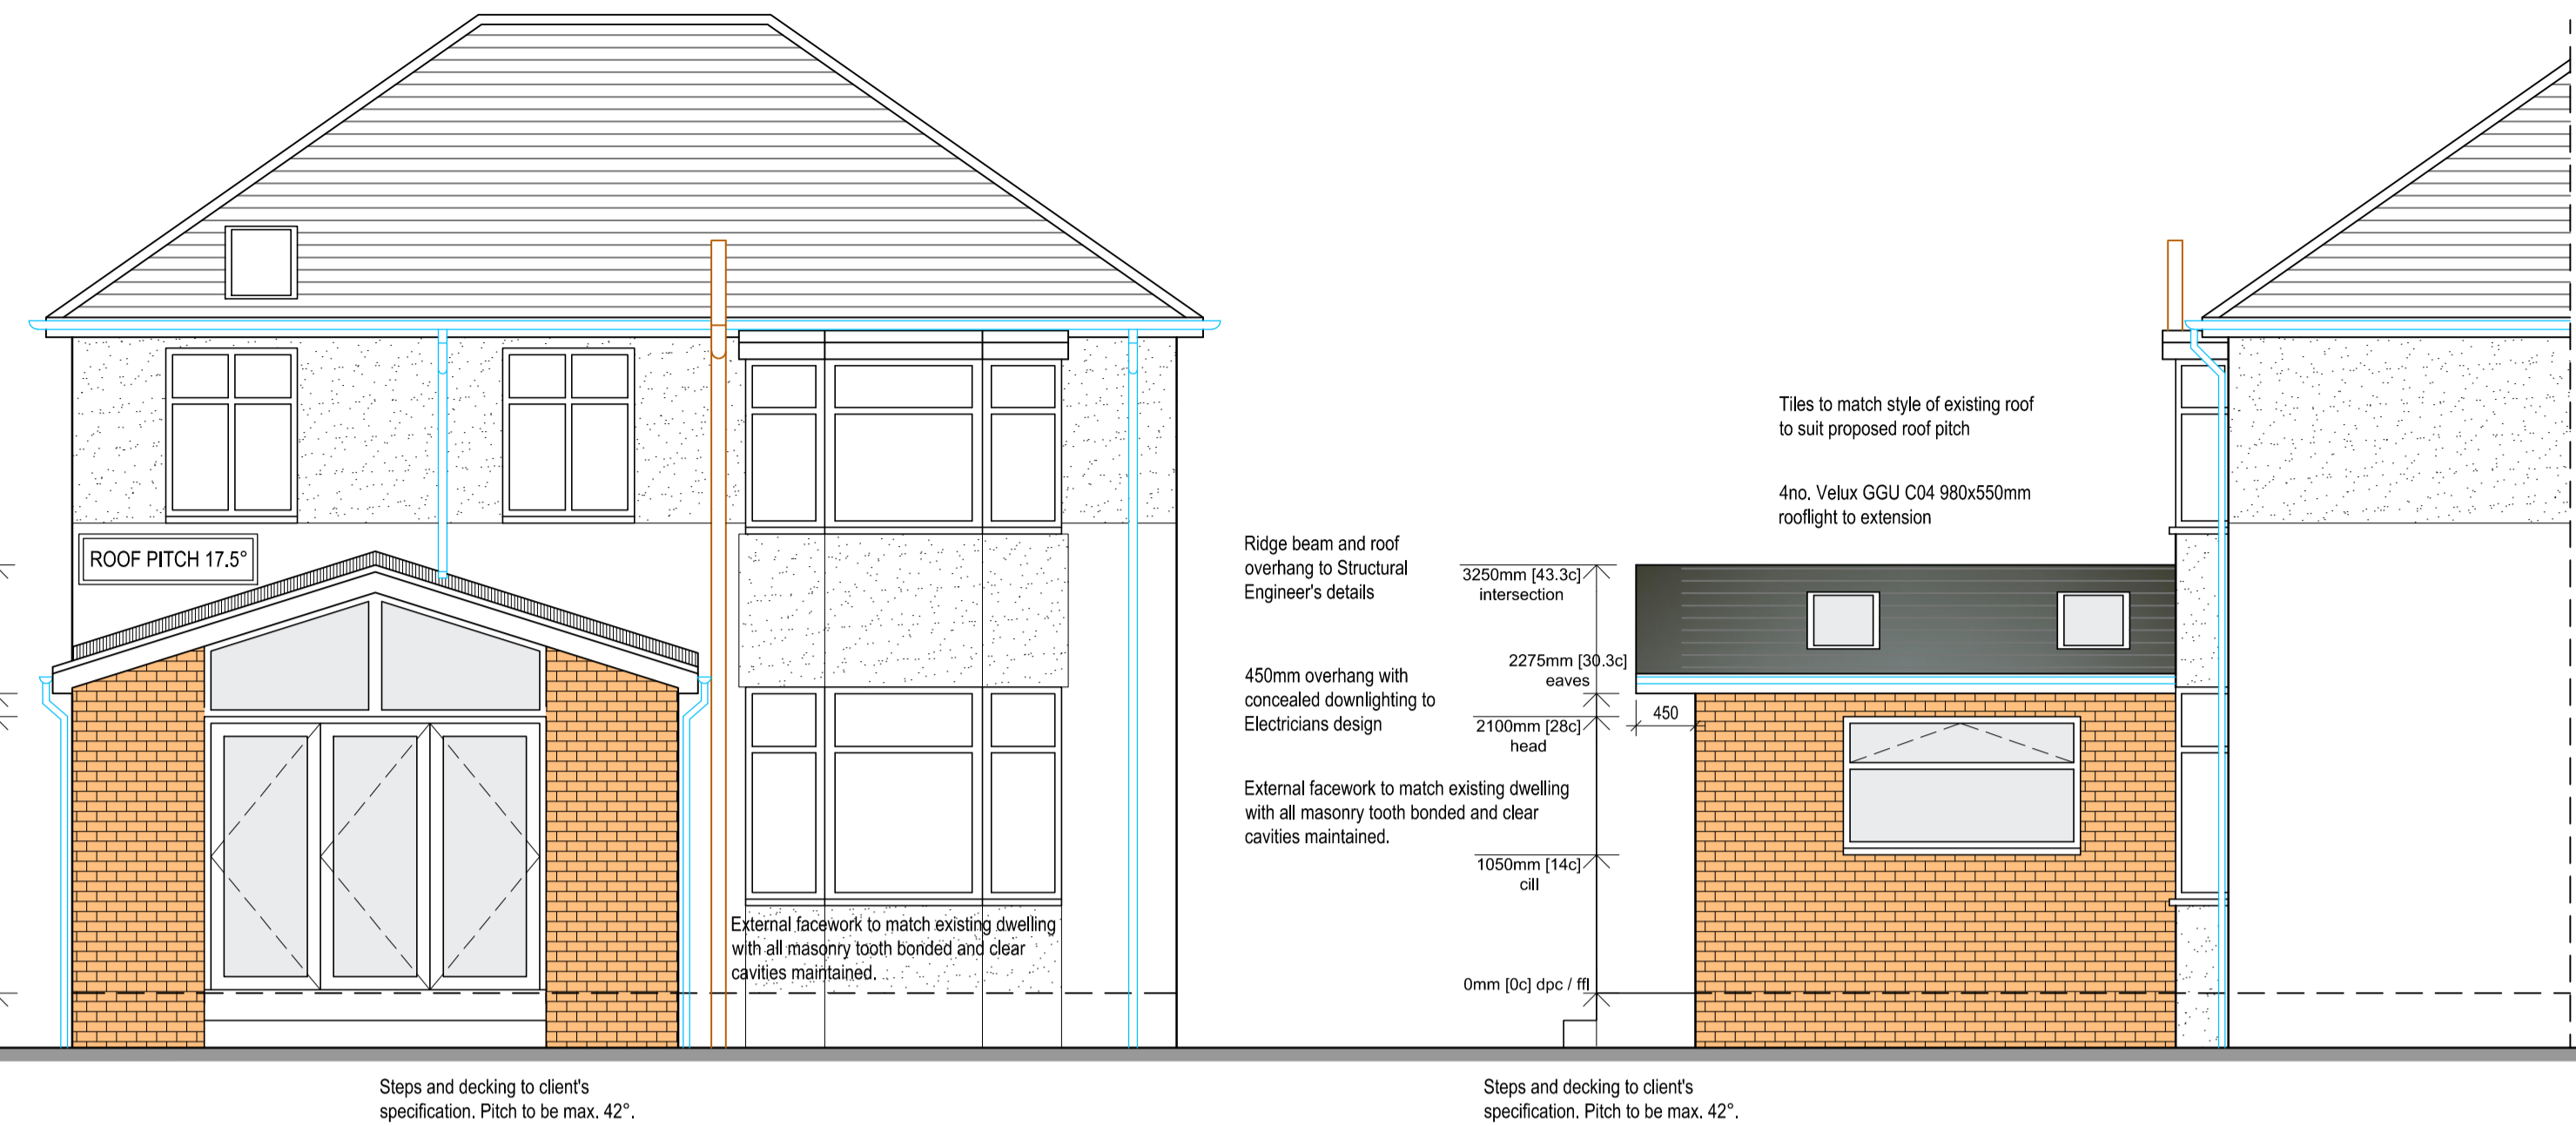 ROOF PITCH 17.5°
External facework to match existing dwelling
with all masonry tooth bonded and clear
cavities maintained.
Steps and decking to client's
specification. Pitch to be max. 42°.
Ridge beam and roof
overhang to Structural
Engineer's details
450mm overhang with
concealed downlighting to
Electricians design
External facework to match existing dwelling
with all masonry tooth bonded and clear
cavities maintained.
Tiles to match style of existing roof
to suit proposed roof pitch
4no. Velux GGU C04 980x550mm
rooflight to extension
3250mm [43.3c]
intersection
2275mm [30.3c]
eaves
450
2100mm [28c]
head
1050mm [14c]
cill
0mm [0c] dpc / ffl
Steps and decking to client's
specification. Pitch to be max. 42°.